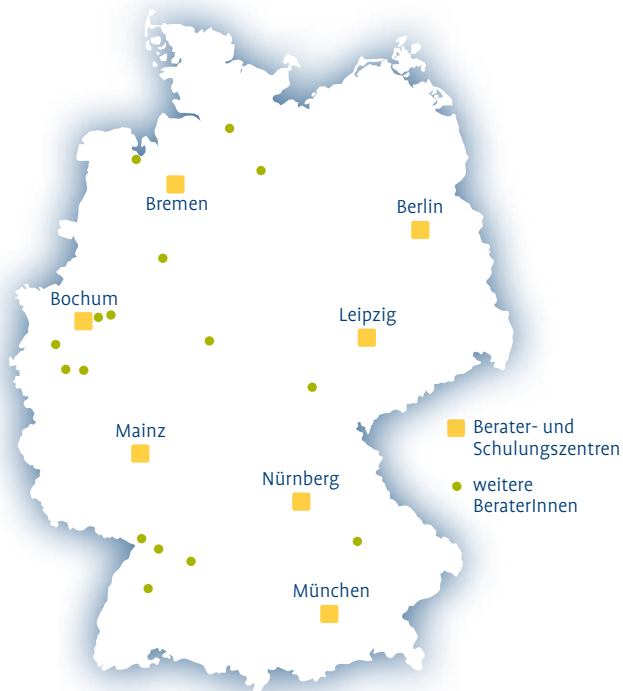 Bremen
Berlin
Bochum
Leipzig
Mainz
Berater- und
Schulungszentren
Nürnberg
weitere
BeraterInnen
München